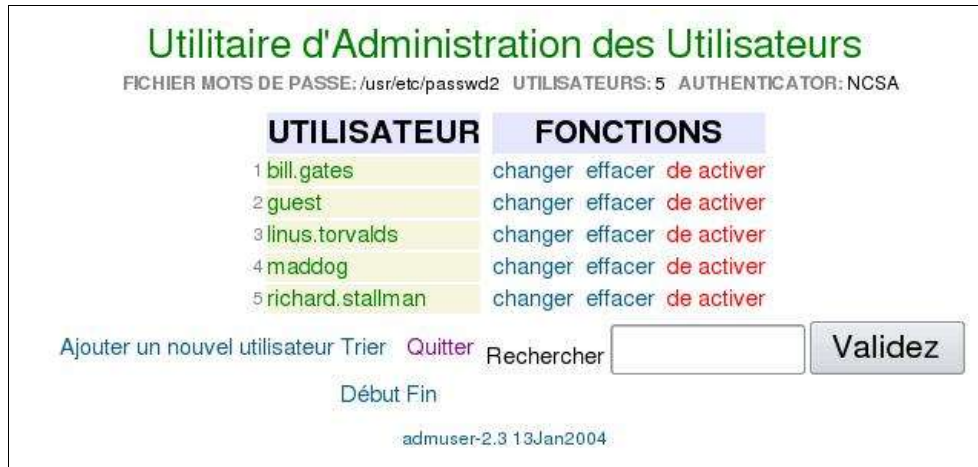 Utilitaire d'Administration des Utilisateurs
FICHIER MOTS DE PASSE: /usr/etc/passwd2 UTILISATEURS: 5 AUTHENTICATOR: NCSA
UTILISATEUR FONCTIONS
1 bill.gates changer effacer de activer
2 guest changer effacer de activer
3 linus.torvalds changer effacer de activer
4 maddog changer effacer de activer
5 richard.stallman changer effacer de activer
Ajouter un nouvel utilisateur Trier Quitter Rechercher Validez
Début Fin
admuser-2.3 13Jan2004